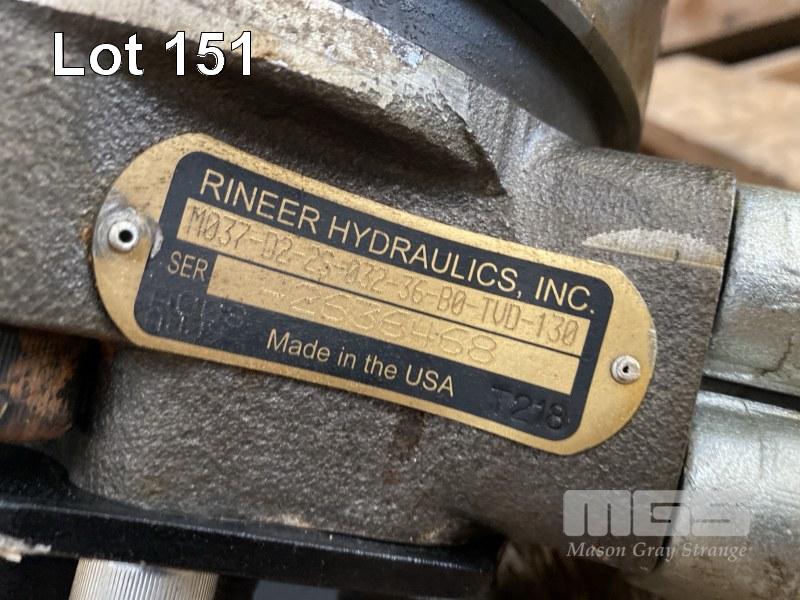 Lot 151
RINEER HYDRAULICS, INC.
M037-D2-2S-032-36-B0-TVD-130
SER
-2636468
Made in the USA
T218
MGS
Mason Gray Strange